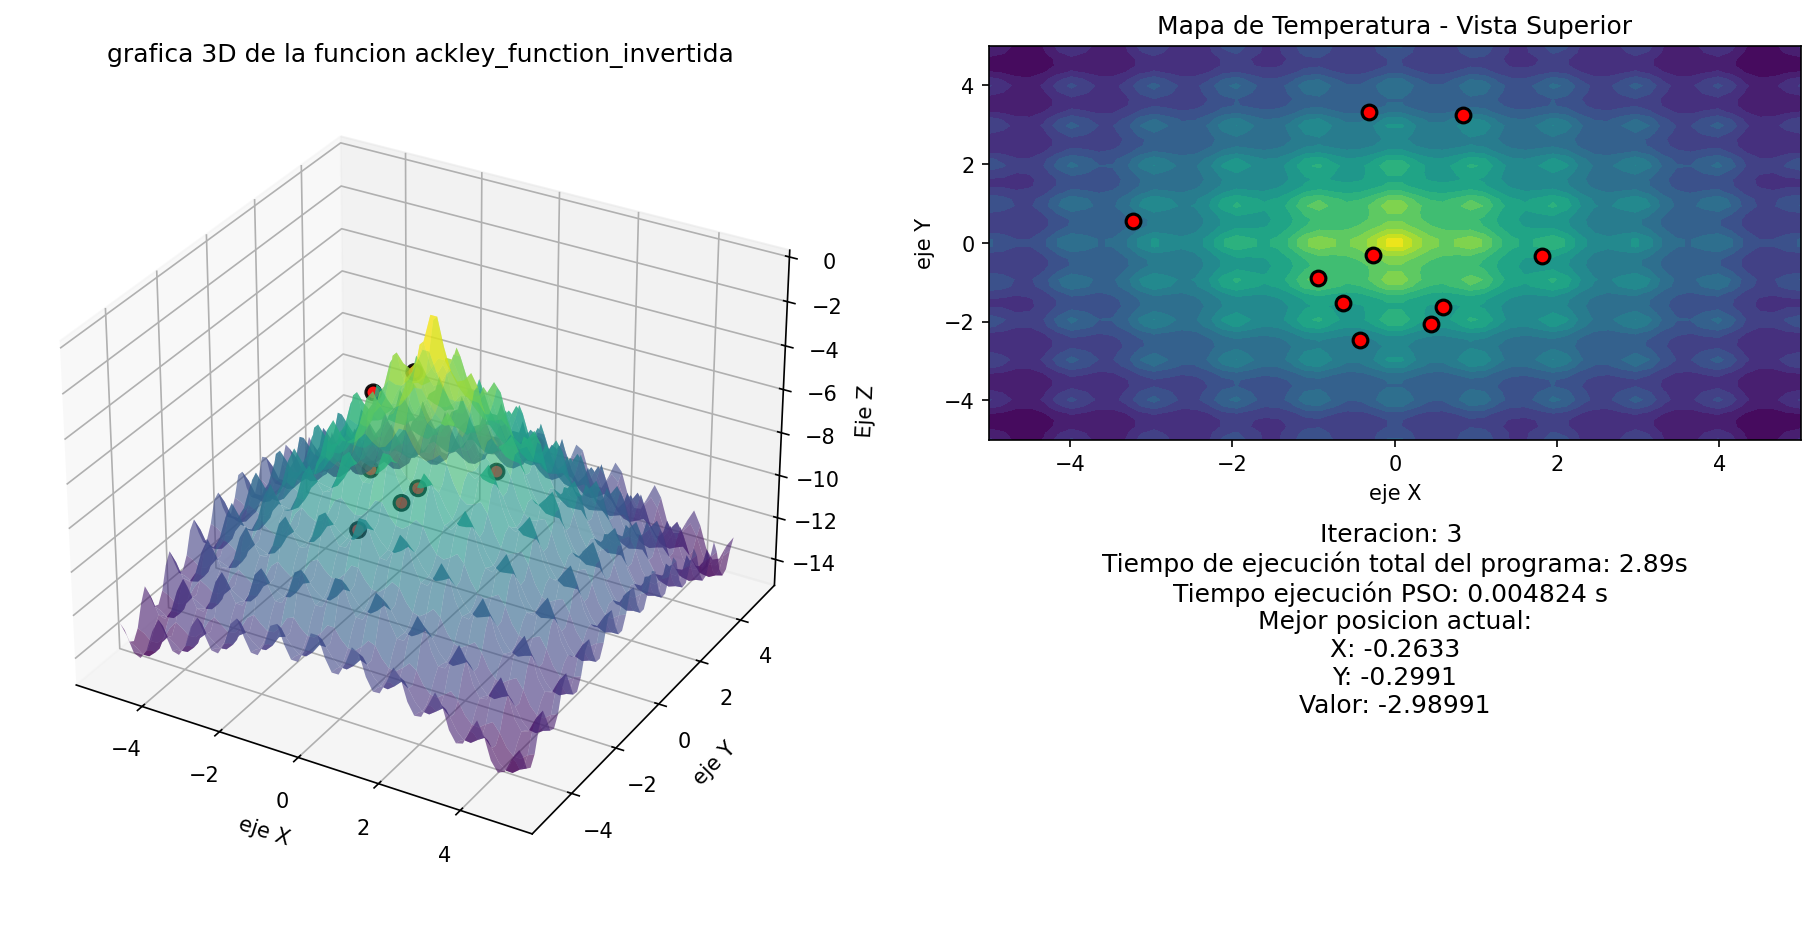 grafica 3D de la funcion ackley_function_invertida
0
−2
−4
−6
−8
−10
−12
−14
Eje Z
−4
−2
0
2
4
eje X
4
2
0
−2
−4
eje Y
Mapa de Temperatura - Vista Superior
4
2
0
−2
−4
eje Y
−4
−2
0
2
4
eje X
Iteracion: 3
Tiempo de ejecución total del programa: 2.89s
Tiempo ejecución PSO: 0.004824 s
Mejor posicion actual:
X: -0.2633
Y: -0.2991
Valor: -2.98991